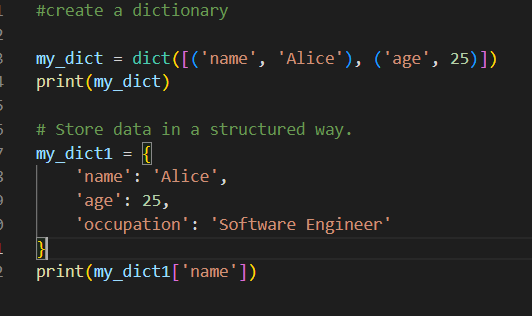 #create a dictionary
my_dict = dict([('name', 'Alice'), ('age', 25)])
print(my_dict)
# Store data in a structured way.
my_dict1 = {
'name': 'Alice',
'age': 25,
'occupation': 'Software Engineer'
}
print(my_dict1['name'])